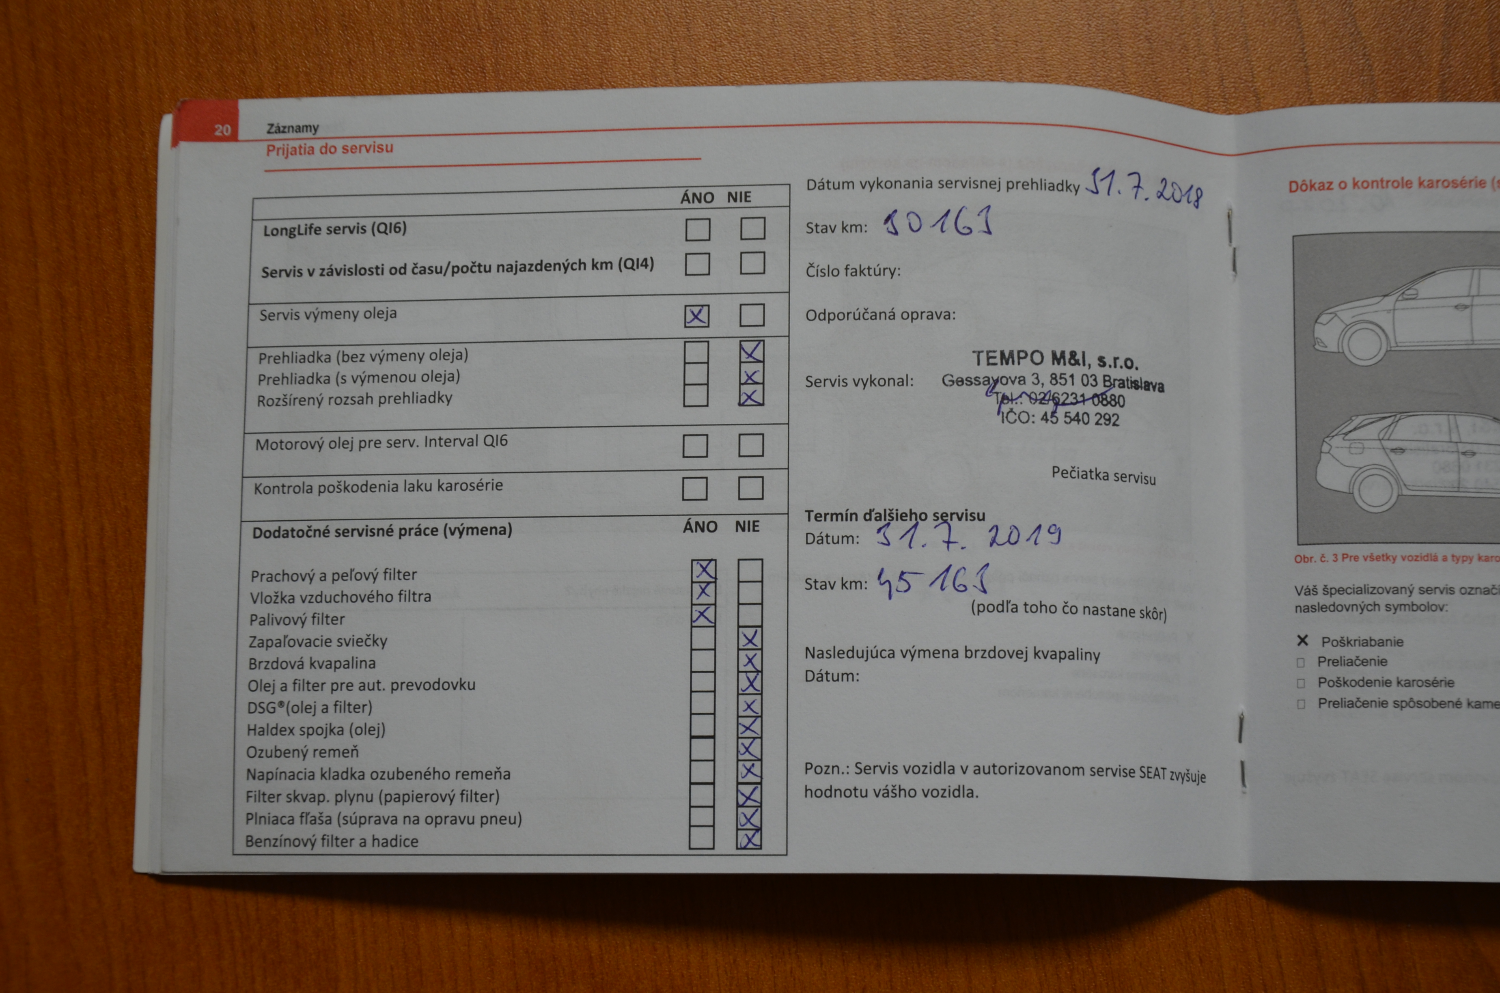 20
Záznamy
Prijatia do servisu
ÁNO NIE
LongLife servis (QI6)
Servis v závislosti od času/počtu najazdených km (QI4)
Servis výmeny oleja X
Prehliadka (bez výmeny oleja) X
Prehliadka (s výmenou oleja) X
Rozšírený rozsah prehliadky X
Motorový olej pre serv. Interval QI6
Kontrola poškodenia laku karosérie
Dodatočné servisné práce (výmena) ÁNO NIE
Prachový a peľový filter X
Vložka vzduchového filtra X
Palivový filter X
Zapaľovacie sviečky X
Brzdová kvapalina X
Olej a filter pre aut. prevodovku X
DSG®(olej a filter) X
Haldex spojka (olej) X
Ozubený remeň X
Napínacia kladka ozubeného remeňa X
Filter skvap. plynu (papierový filter) X
Plniaca fľaša (súprava na opravu pneu) X
Benzínový filter a hadice X
Dátum vykonania servisnej prehliadky 31.7.2018
Stav km: 30163
Číslo faktúry:
Odporúčaná oprava:
Servis vykonal:
TEMPO M&I, s.r.o.
Gessayova 3, 851 03 Bratislava
Tel.: 02/6231 0880
IČO: 45 540 292
Pečiatka servisu
Termín ďalšieho servisu
Dátum: 31.7.2019
Stav km: 45163
(podľa toho čo nastane skôr)
Nasledujúca výmena brzdovej kvapaliny
Dátum:
Pozn.: Servis vozidla v autorizovanom servise SEAT zvyšuje
hodnotu vášho vozidla.
Dôkaz o kontrole karosérie
Obr. č. 3 Pre všetky vozidlá a typy
Váš špecializovaný servis
nasledovných symbolov:
X Poškriabanie
Preliačenie
Poškodenie karosérie
Preliačenie spôsobené